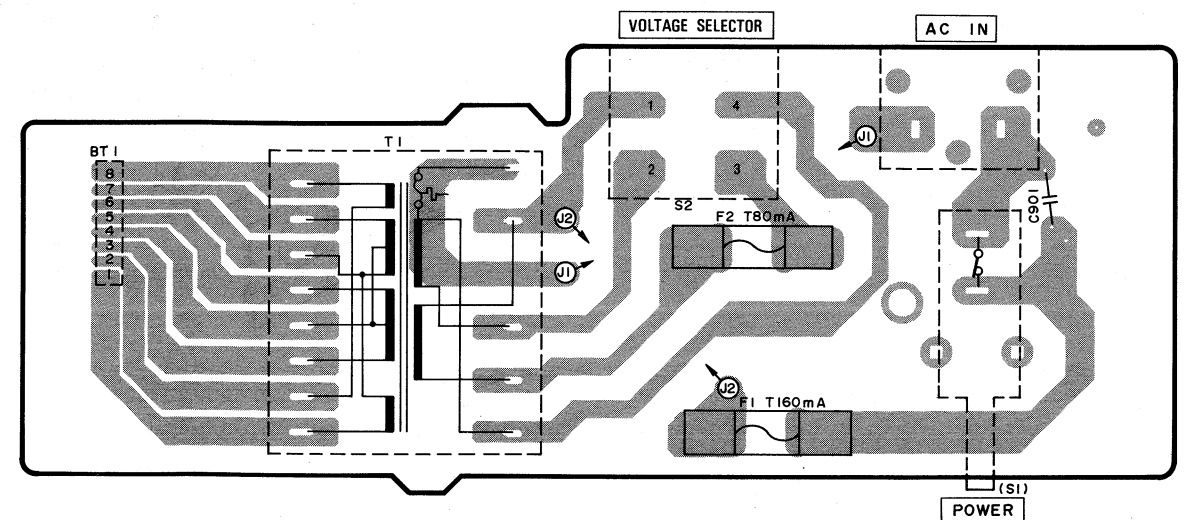 VOLTAGE SELECTOR
AC IN
T1
BT1
8
7
6
5
4
3
2
1
1
4
2
3
S2
J1
J2
J1
F2 T80mA
C901
J2
F1 T160mA
(S1)
POWER